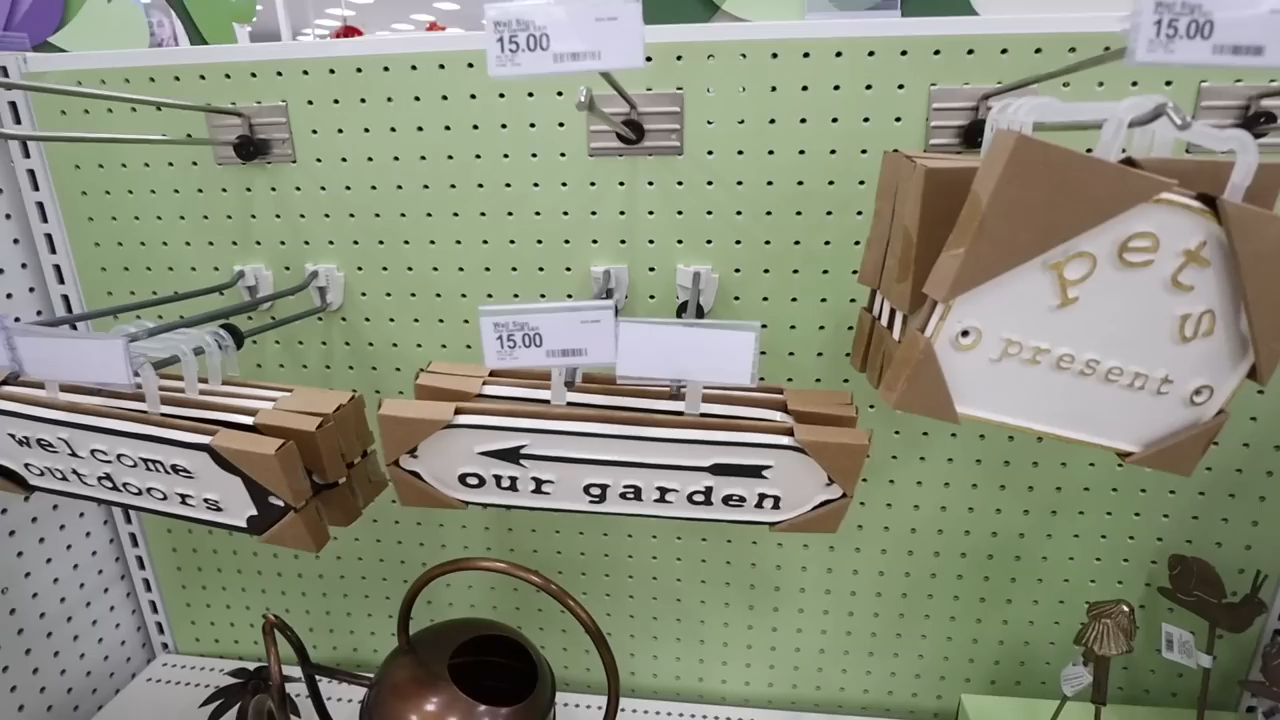 Wall Sign
15.00
15.00
Wall Sign
15.00
welcome
outdoors
our garden
pets
present